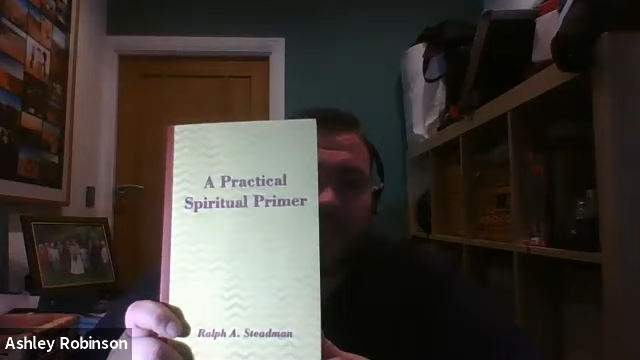 A Practical
Spiritual Primer
Ralph A. Steadman
Ashley Robinson